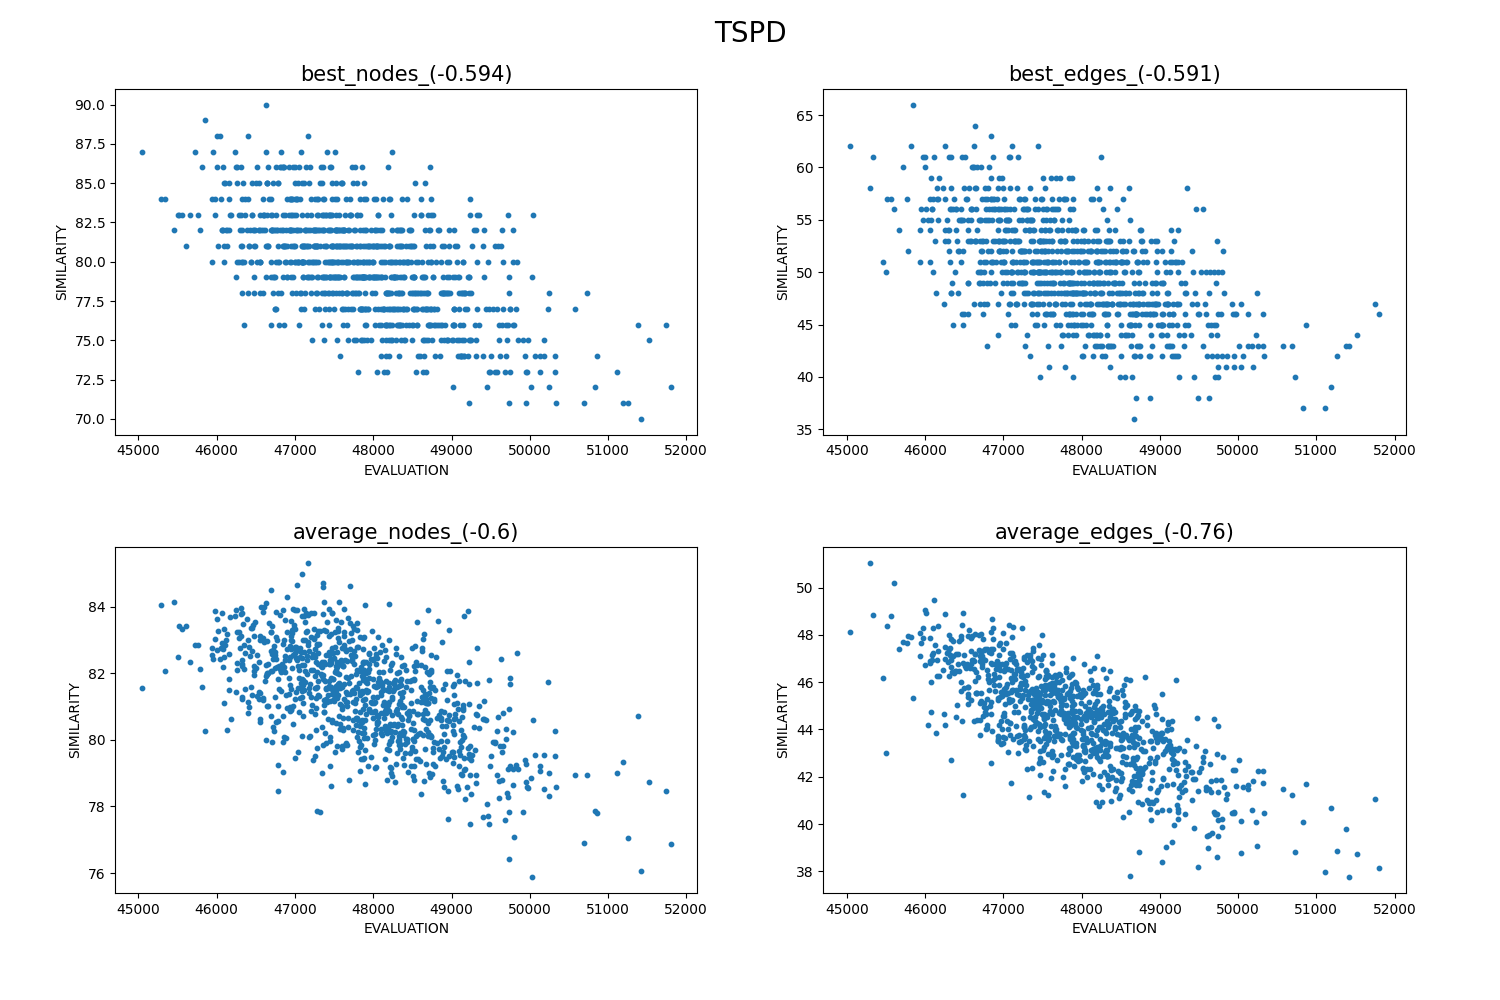 TSPD
best_nodes_(-0.594)
90.0
87.5
85.0
82.5
80.0
77.5
75.0
72.5
70.0
SIMILARITY
45000 46000 47000 48000 49000 50000 51000 52000
EVALUATION
best_edges_(-0.591)
65
60
55
50
45
40
35
SIMILARITY
45000 46000 47000 48000 49000 50000 51000 52000
EVALUATION
average_nodes_(-0.6)
84
82
80
78
76
SIMILARITY
45000 46000 47000 48000 49000 50000 51000 52000
EVALUATION
average_edges_(-0.76)
50
48
46
44
42
40
38
SIMILARITY
45000 46000 47000 48000 49000 50000 51000 52000
EVALUATION